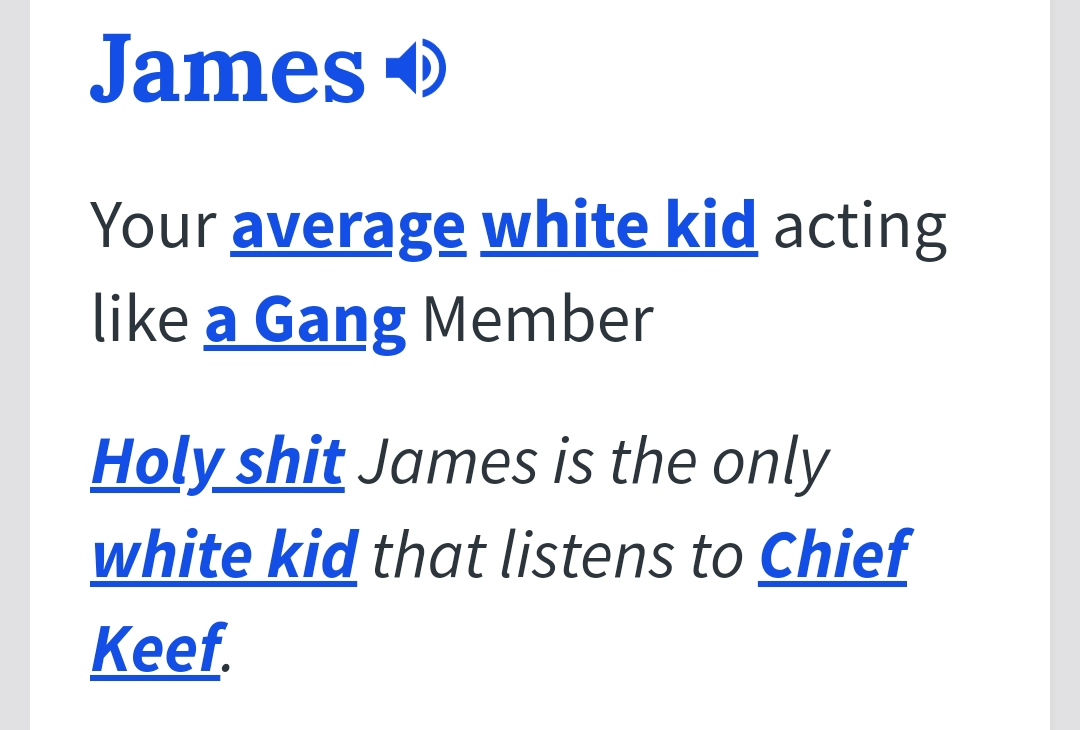 James
Your average white kid acting
like a Gang Member
Holy shit James is the only
white kid that listens to Chief
Keef.